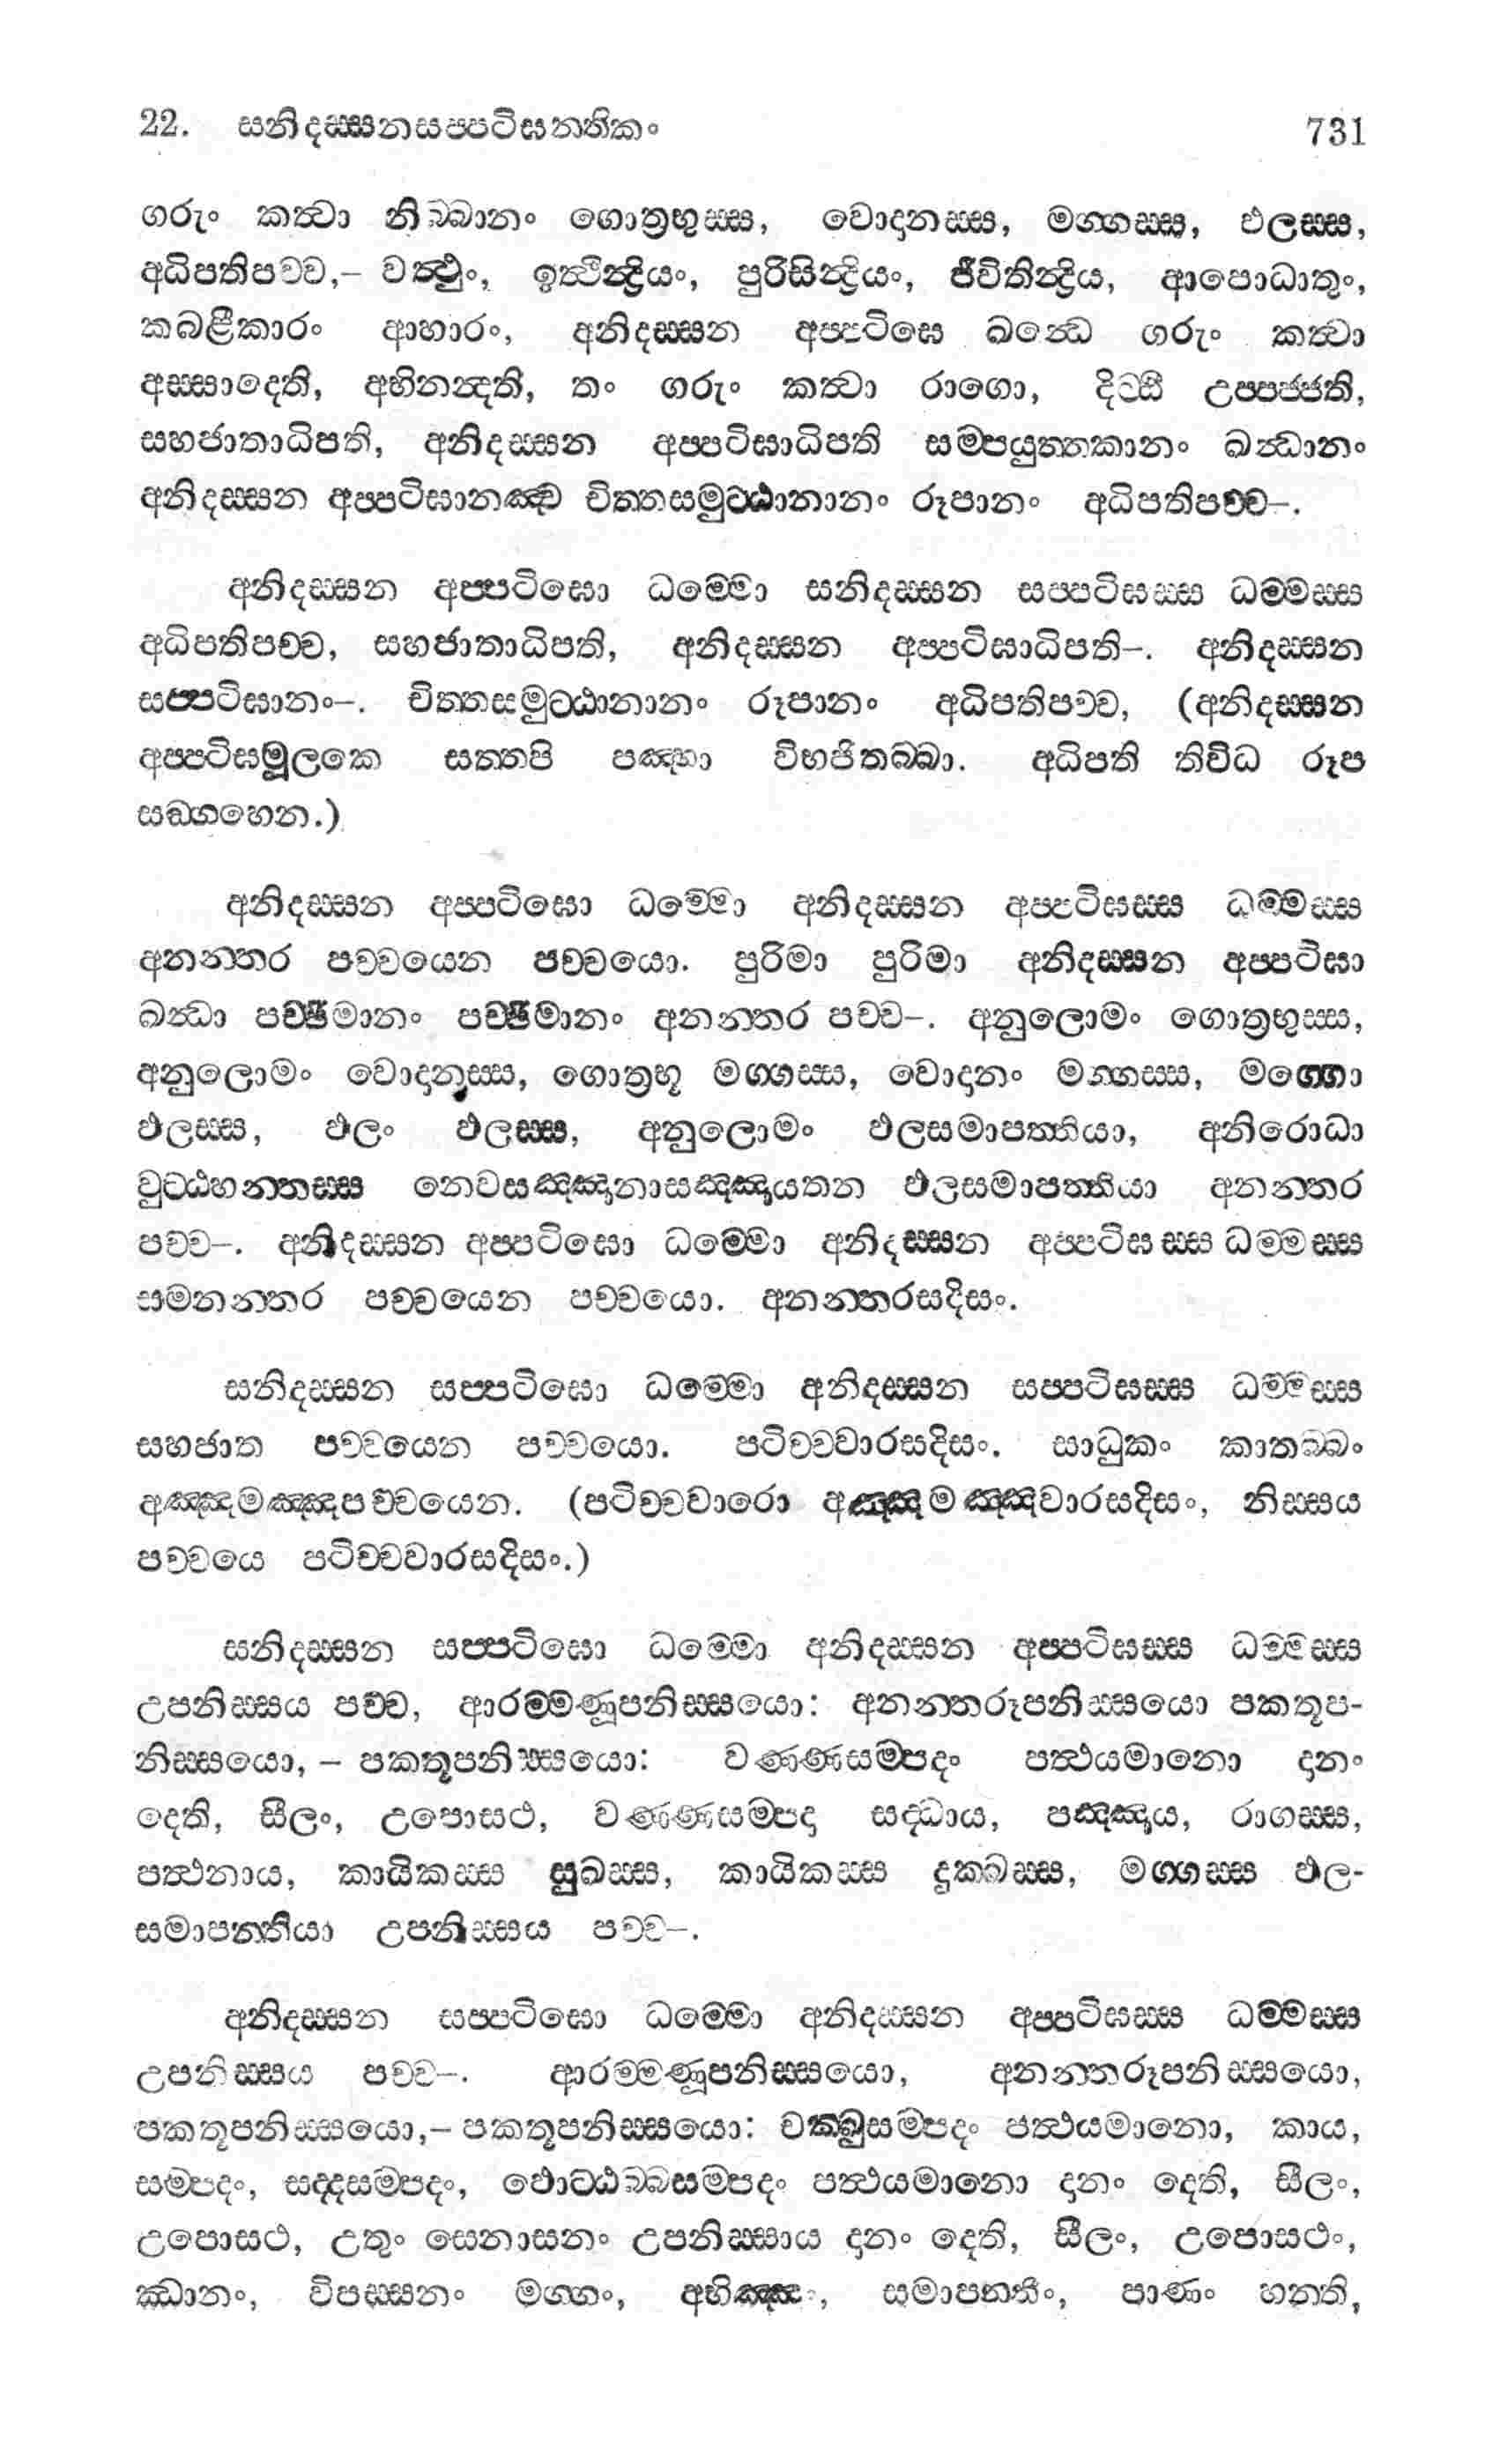 22. සනිදස්සනසප්පටිඝත්තිකං 731
ගරුං කත්වා නිබ්බානං ගොත්‍රභුස්ස, වොදානස්ස, මග්ගස්ස, ඵලස්ස,
අධිපතිපච්ච,– වත්ථුං, ඉත්ථින්ද්‍රියං, පුරිසින්ද්‍රියං, ජීවිතින්ද්‍රිය, ආපොධාතුං,
කබළීකාරං ආහාරං, අනිදස්සන අප්පටිඝෙ ඛන්ධෙ ගරුං කත්වා
අස්සාදෙති, අභිනන්දති, තං ගරුං කත්වා රාගො, දිට්ඨි උප්පජ්ජති,
සහජාතාධිපති, අනිදස්සන අප්පටිඝාධිපති සම්පයුත්තකානං ඛන්ධානං
අනිදස්සන අප්පටිඝානඤ්ච චිත්තසමුට්ඨානානං රූපානං අධිපතිපච්ච–.
අනිදස්සන අප්පටිඝො ධම්මො සනිදස්සන සප්පටිඝස්ස ධම්මස්ස
අධිපතිපච්ච, සහජාතාධිපති, අනිදස්සන අප්පටිඝාධිපති–. අනිදස්සන
සප්පටිඝානං–. චිත්තසමුට්ඨානානං රූපානං අධිපතිපච්ච, (අනිදස්සන
අප්පටිඝමූලකෙ සත්තපි පඤ්හා විභජිතබ්බා. අධිපති තිවිධ රූප
සඞ්ගහෙන.)
අනිදස්සන අප්පටිඝො ධම්මො අනිදස්සන අප්පටිඝස්ස ධම්මස්ස
අනන්තර පච්චයෙන පච්චයො. පුරිමා පුරිමා අනිදස්සන අප්පටිඝා
ඛන්ධා පච්ඡිමානං පච්ඡිමානං අනන්තර පච්ච–. අනුලොමං ගොත්‍රභුස්ස,
අනුලොමං වොදානස්ස, ගොත්‍රභූ මග්ගස්ස, වොදානං මග්ගස්ස, මග්ගො
ඵලස්ස, ඵලං ඵලස්ස, අනුලොමං ඵලසමාපත්තියා, අනිරොධා
වුට්ඨහන්තස්ස නෙවසඤ්ඤානාසඤ්ඤායතන ඵලසමාපත්තියා අනන්තර
පච්ච–. අනිදස්සන අප්පටිඝො ධම්මො අනිදස්සන අප්පටිඝස්ස ධම්මස්ස
සමනන්තර පච්චයෙන පච්චයො. අනන්තරසදිසං.
සනිදස්සන සප්පටිඝො ධම්මො අනිදස්සන සප්පටිඝස්ස ධම්මස්ස
සහජාත පච්චයෙන පච්චයො. පටිච්චවාරසදිසං. සාධුකං කාතබ්බං
අඤ්ඤමඤ්ඤපච්චයෙන. (පටිච්චවාරො අඤ්ඤමඤ්ඤවාරසදිසං, නිස්සය
පච්චයෙ පටිච්චවාරසදිසං.)
සනිදස්සන සප්පටිඝො ධම්මො අනිදස්සන අප්පටිඝස්ස ධම්මස්ස
උපනිස්සය පච්ච, ආරම්මණූපනිස්සයො: අනන්තරූපනිස්සයො පකතූප-
නිස්සයො, – පකතූපනිස්සයො: වණ්ණසම්පදං පත්ථයමානො දානං
දෙති, සීලං, උපොසථ, වණ්ණසම්පදා සද්ධාය, පඤ්ඤාය, රාගස්ස,
පත්ථනාය, කායිකස්ස සුඛස්ස, කායිකස්ස දුක්ඛස්ස, මග්ගස්ස ඵල-
සමාපත්තියා උපනිස්සය පච්ච–.
අනිදස්සන සප්පටිඝො ධම්මො අනිදස්සන අප්පටිඝස්ස ධම්මස්ස
උපනිස්සය පච්ච–. ආරම්මණූපනිස්සයො, අනන්තරූපනිස්සයො,
පකතූපනිස්සයො,– පකතූපනිස්සයො: චක්ඛුසම්පදං පත්ථයමානො, කාය,
සම්පදං, සද්දසම්පදං, ඵොට්ඨබ්බසම්පදං පත්ථයමානො දානං දෙති, සීලං,
උපොසථ, උතුං සෙනාසනං උපනිස්සාය දානං දෙති, සීලං, උපොසථං,
ඣානං, විපස්සනං මග්ගං, අභිඤ්ඤං, සමාපත්තිං, පාණං හනති,